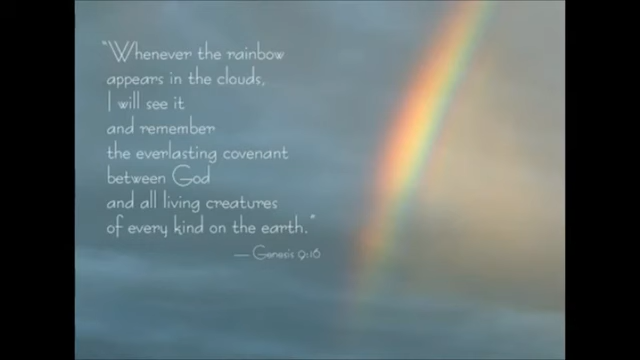 "Whenever the rainbow
appears in the clouds,
I will see it
and remember
the everlasting covenant
between God
and all living creatures
of every kind on the earth."
— Genesis 9:16